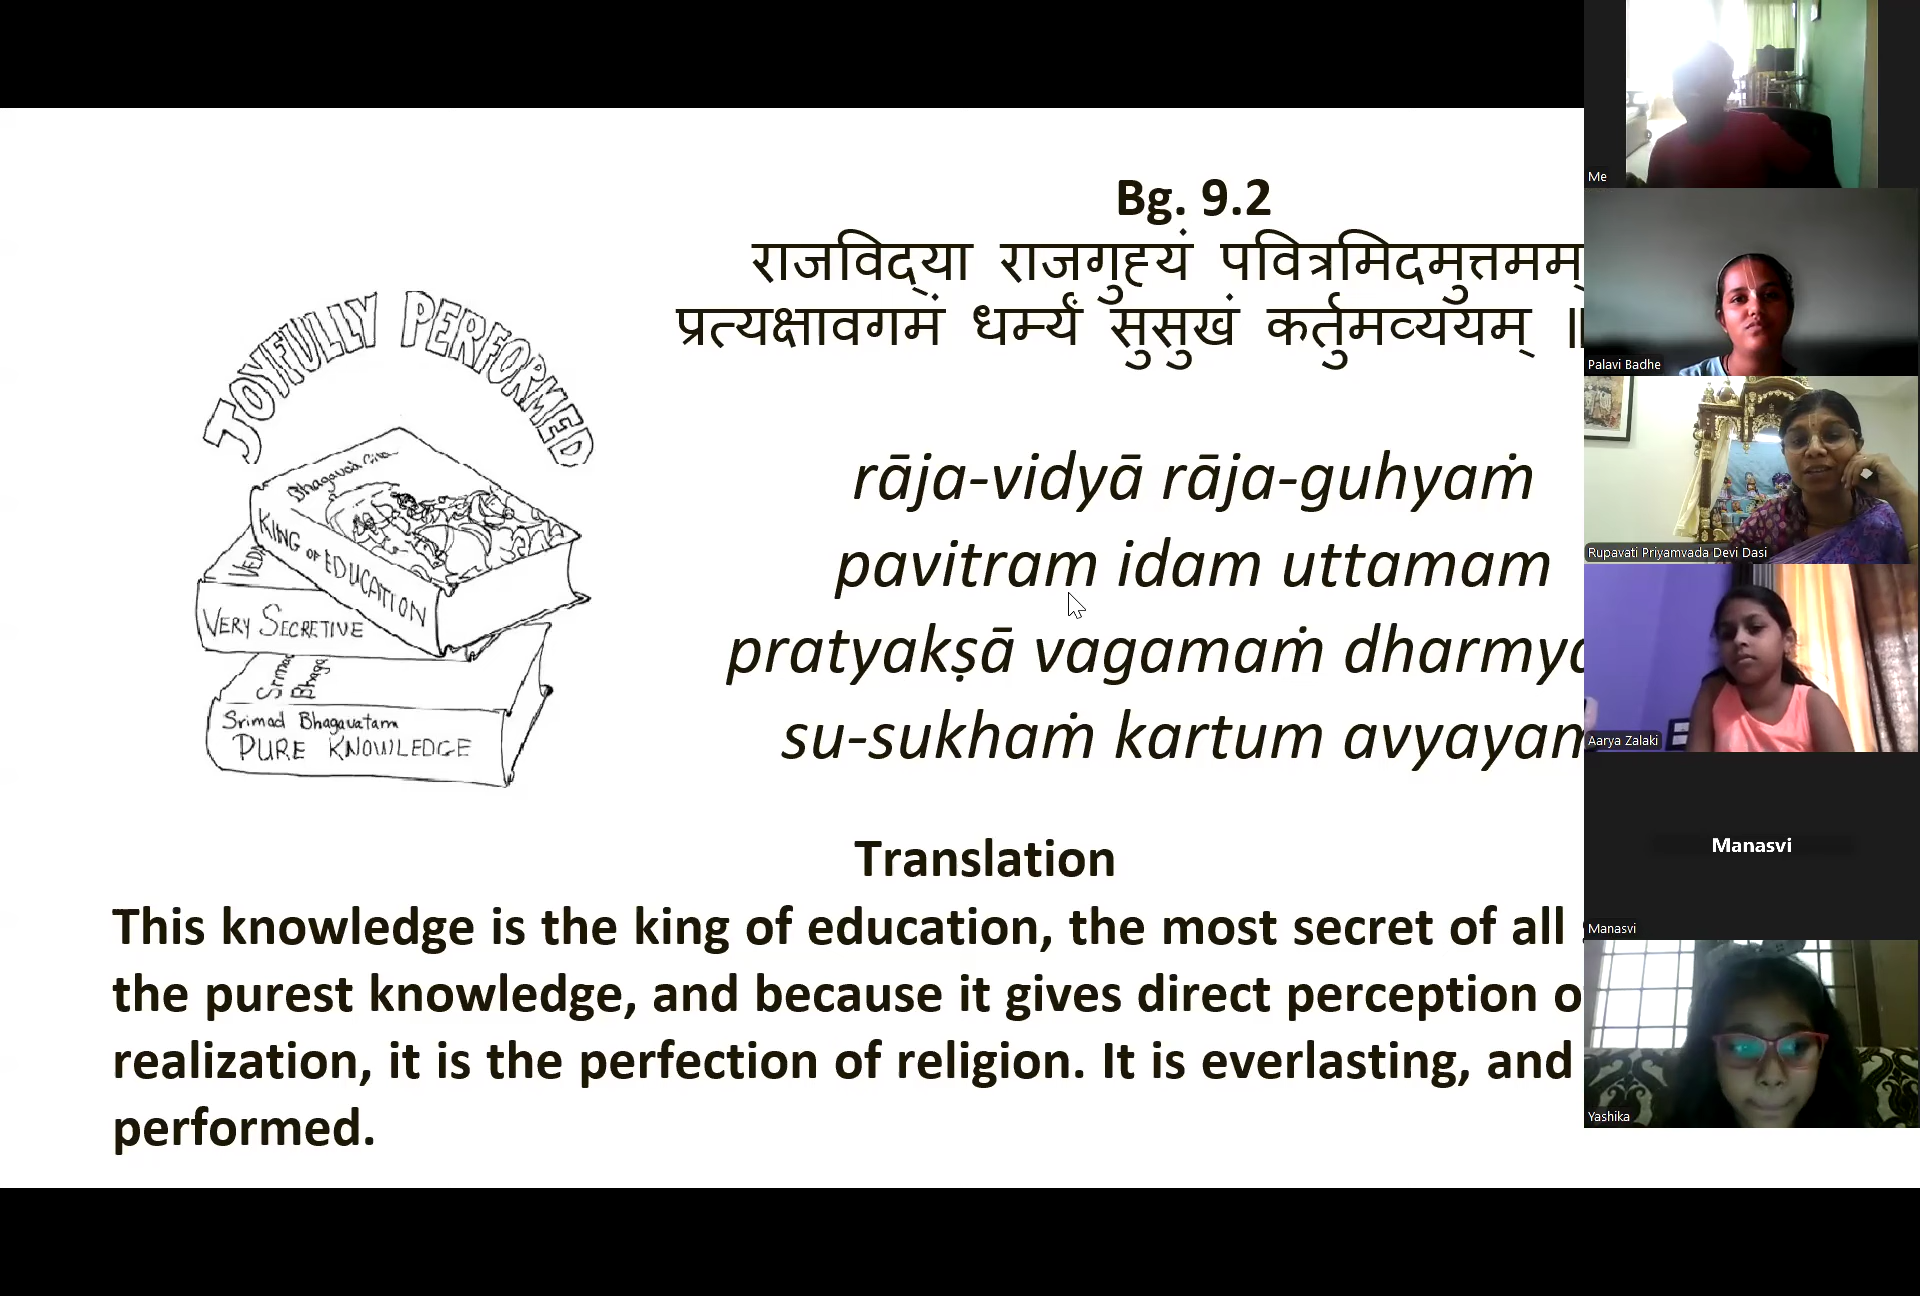 Bg. 9.2
राजविद्या राजगुह्यं पवित्रमिदमुत्तमम्
प्रत्यक्षावगमं धर्म्यं सुसुखं कर्तुमव्ययम् ॥
rāja-vidyā rāja-guhyaṁ
pavitram idam uttamam
pratyakṣā vagamaṁ dharmya
su-sukhaṁ kartum avyayam
Translation
This knowledge is the king of education, the most secret of all
the purest knowledge, and because it gives direct perception
realization, it is the perfection of religion. It is everlasting, and
performed.
JOYFULLY PERFORMED
Bhagavad Gita
KING OF EDUCATION
VERY SECRETIVE
Srimad Bhagavatam
PURE KNOWLEDGE
Me
Palavi Badhe
Rupavati Priyamvada Devi Dasi
Aarya Zalaki
Manasvi
Manasvi
Yashika